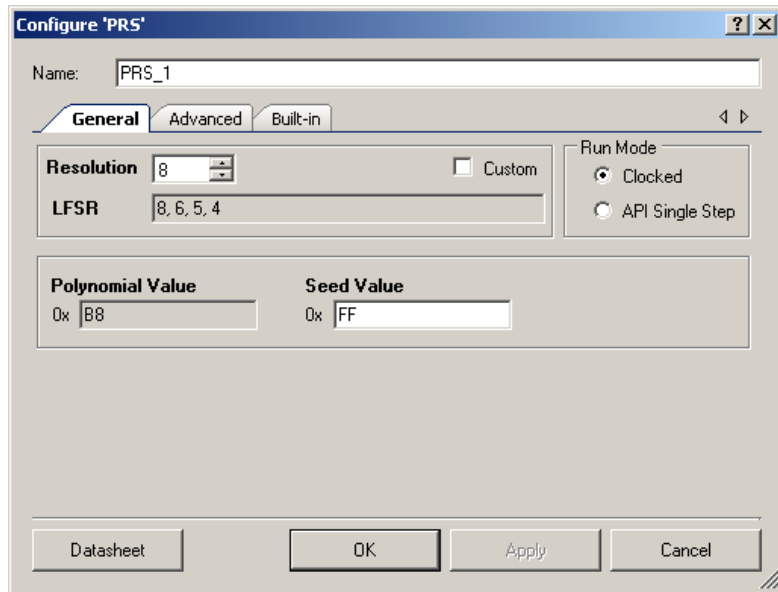 Configure 'PRS'
Name: PRS_1
General Advanced Built-in
Resolution 8 Custom
LFSR 8, 6, 5, 4
Run Mode
Clocked
API Single Step
Polynomial Value Seed Value
0x B8 0x FF
Datasheet OK Apply Cancel